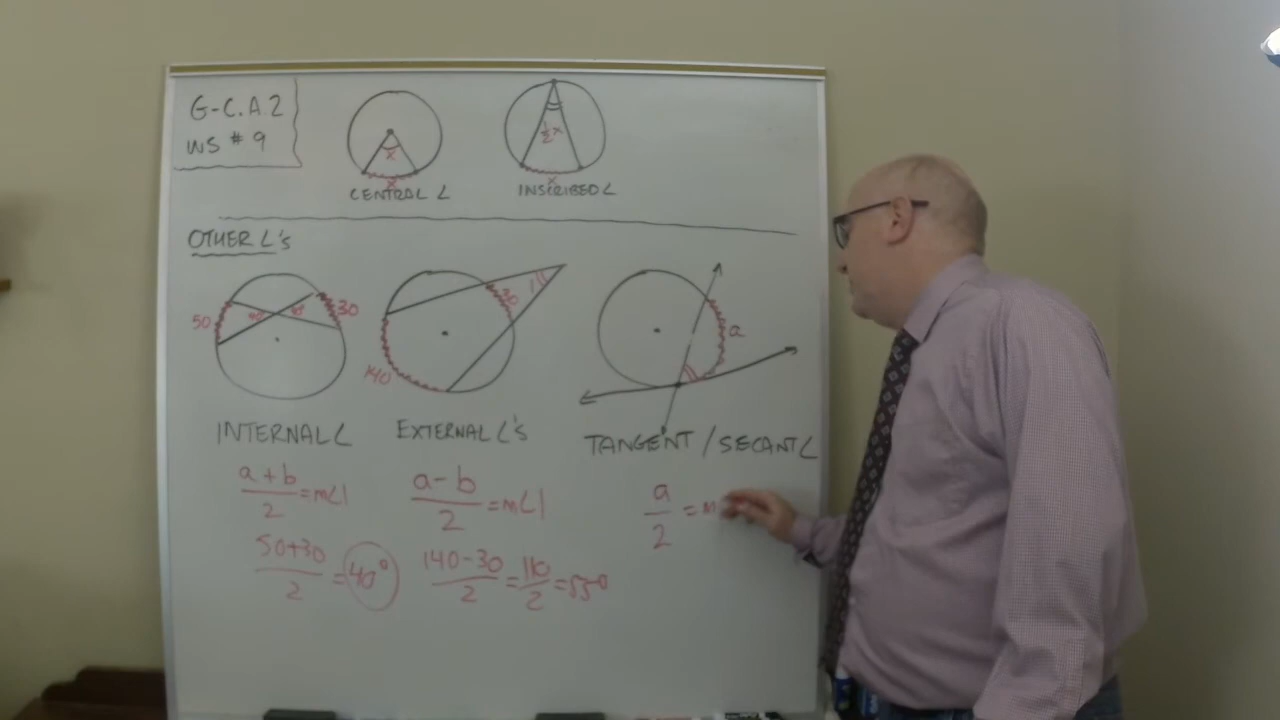 G-C.A.2
WS # 9
x
x
CENTRAL ∠
½x
x
INSCRIBED ∠
OTHER ∠'s
50
40°
40°
30
INTERNAL ∠
a + b
2
= m∠1
50+30
2
= 40°
140
30
1
EXTERNAL ∠'s
a - b
2
= m∠1
140-30
2
= 110
2
= 55°
a
TANGENT / SECANT ∠
a
2
= m